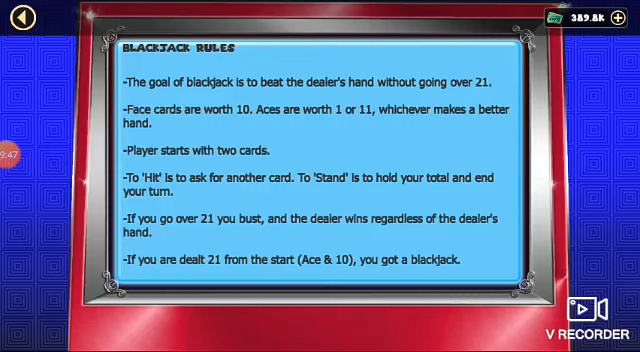 389.8k
BLACKJACK RULES
-The goal of blackjack is to beat the dealer's hand without going over 21.
-Face cards are worth 10. Aces are worth 1 or 11, whichever makes a better
hand.
-Player starts with two cards.
-To 'Hit' is to ask for another card. To 'Stand' is to hold your total and end
your turn.
-If you go over 21 you bust, and the dealer wins regardless of the dealer's
hand.
-If you are dealt 21 from the start (Ace & 10), you got a blackjack.
9:47
V RECORDER